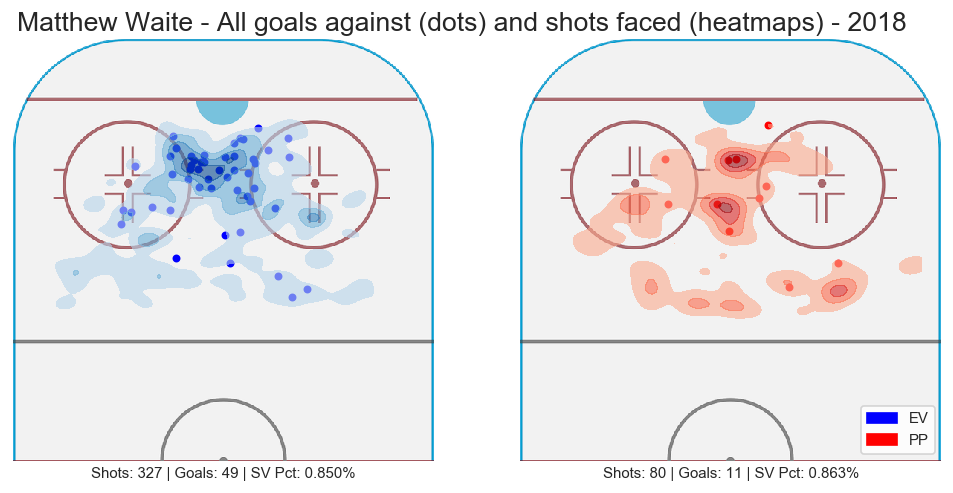 Matthew Waite - All goals against (dots) and shots faced (heatmaps) - 2018
EV
PP
Shots: 327 | Goals: 49 | SV Pct: 0.850%
Shots: 80 | Goals: 11 | SV Pct: 0.863%